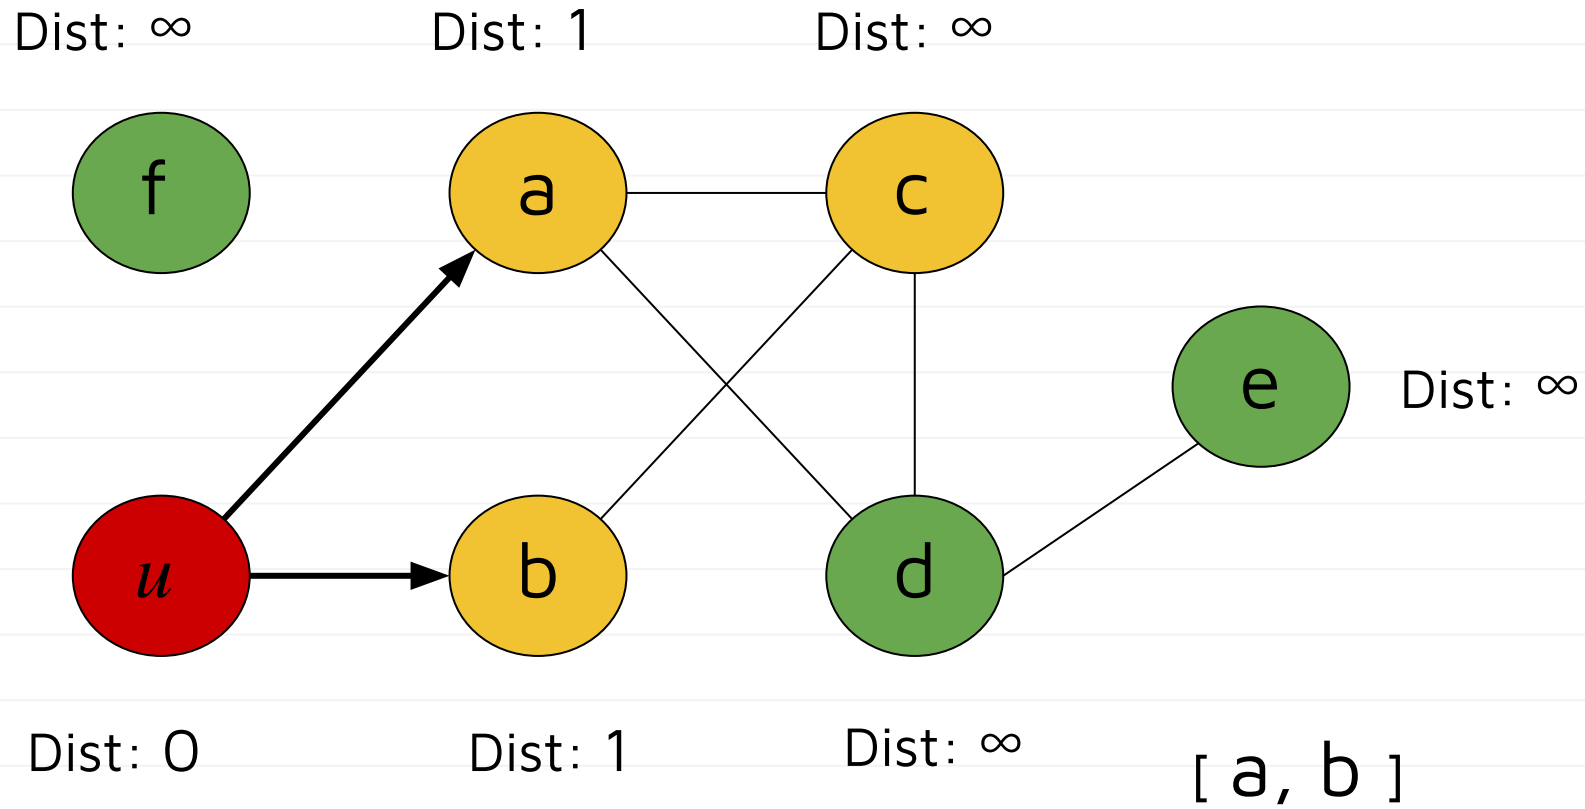 Dist: ∞
Dist: 1
Dist: ∞
f
a
c
e
Dist: ∞
u
b
d
Dist: 0
Dist: 1
Dist: ∞
[ a, b ]